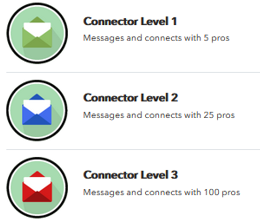 Connector Level 1
Messages and connects with 5 pros
Connector Level 2
Messages and connects with 25 pros
Connector Level 3
Messages and connects with 100 pros